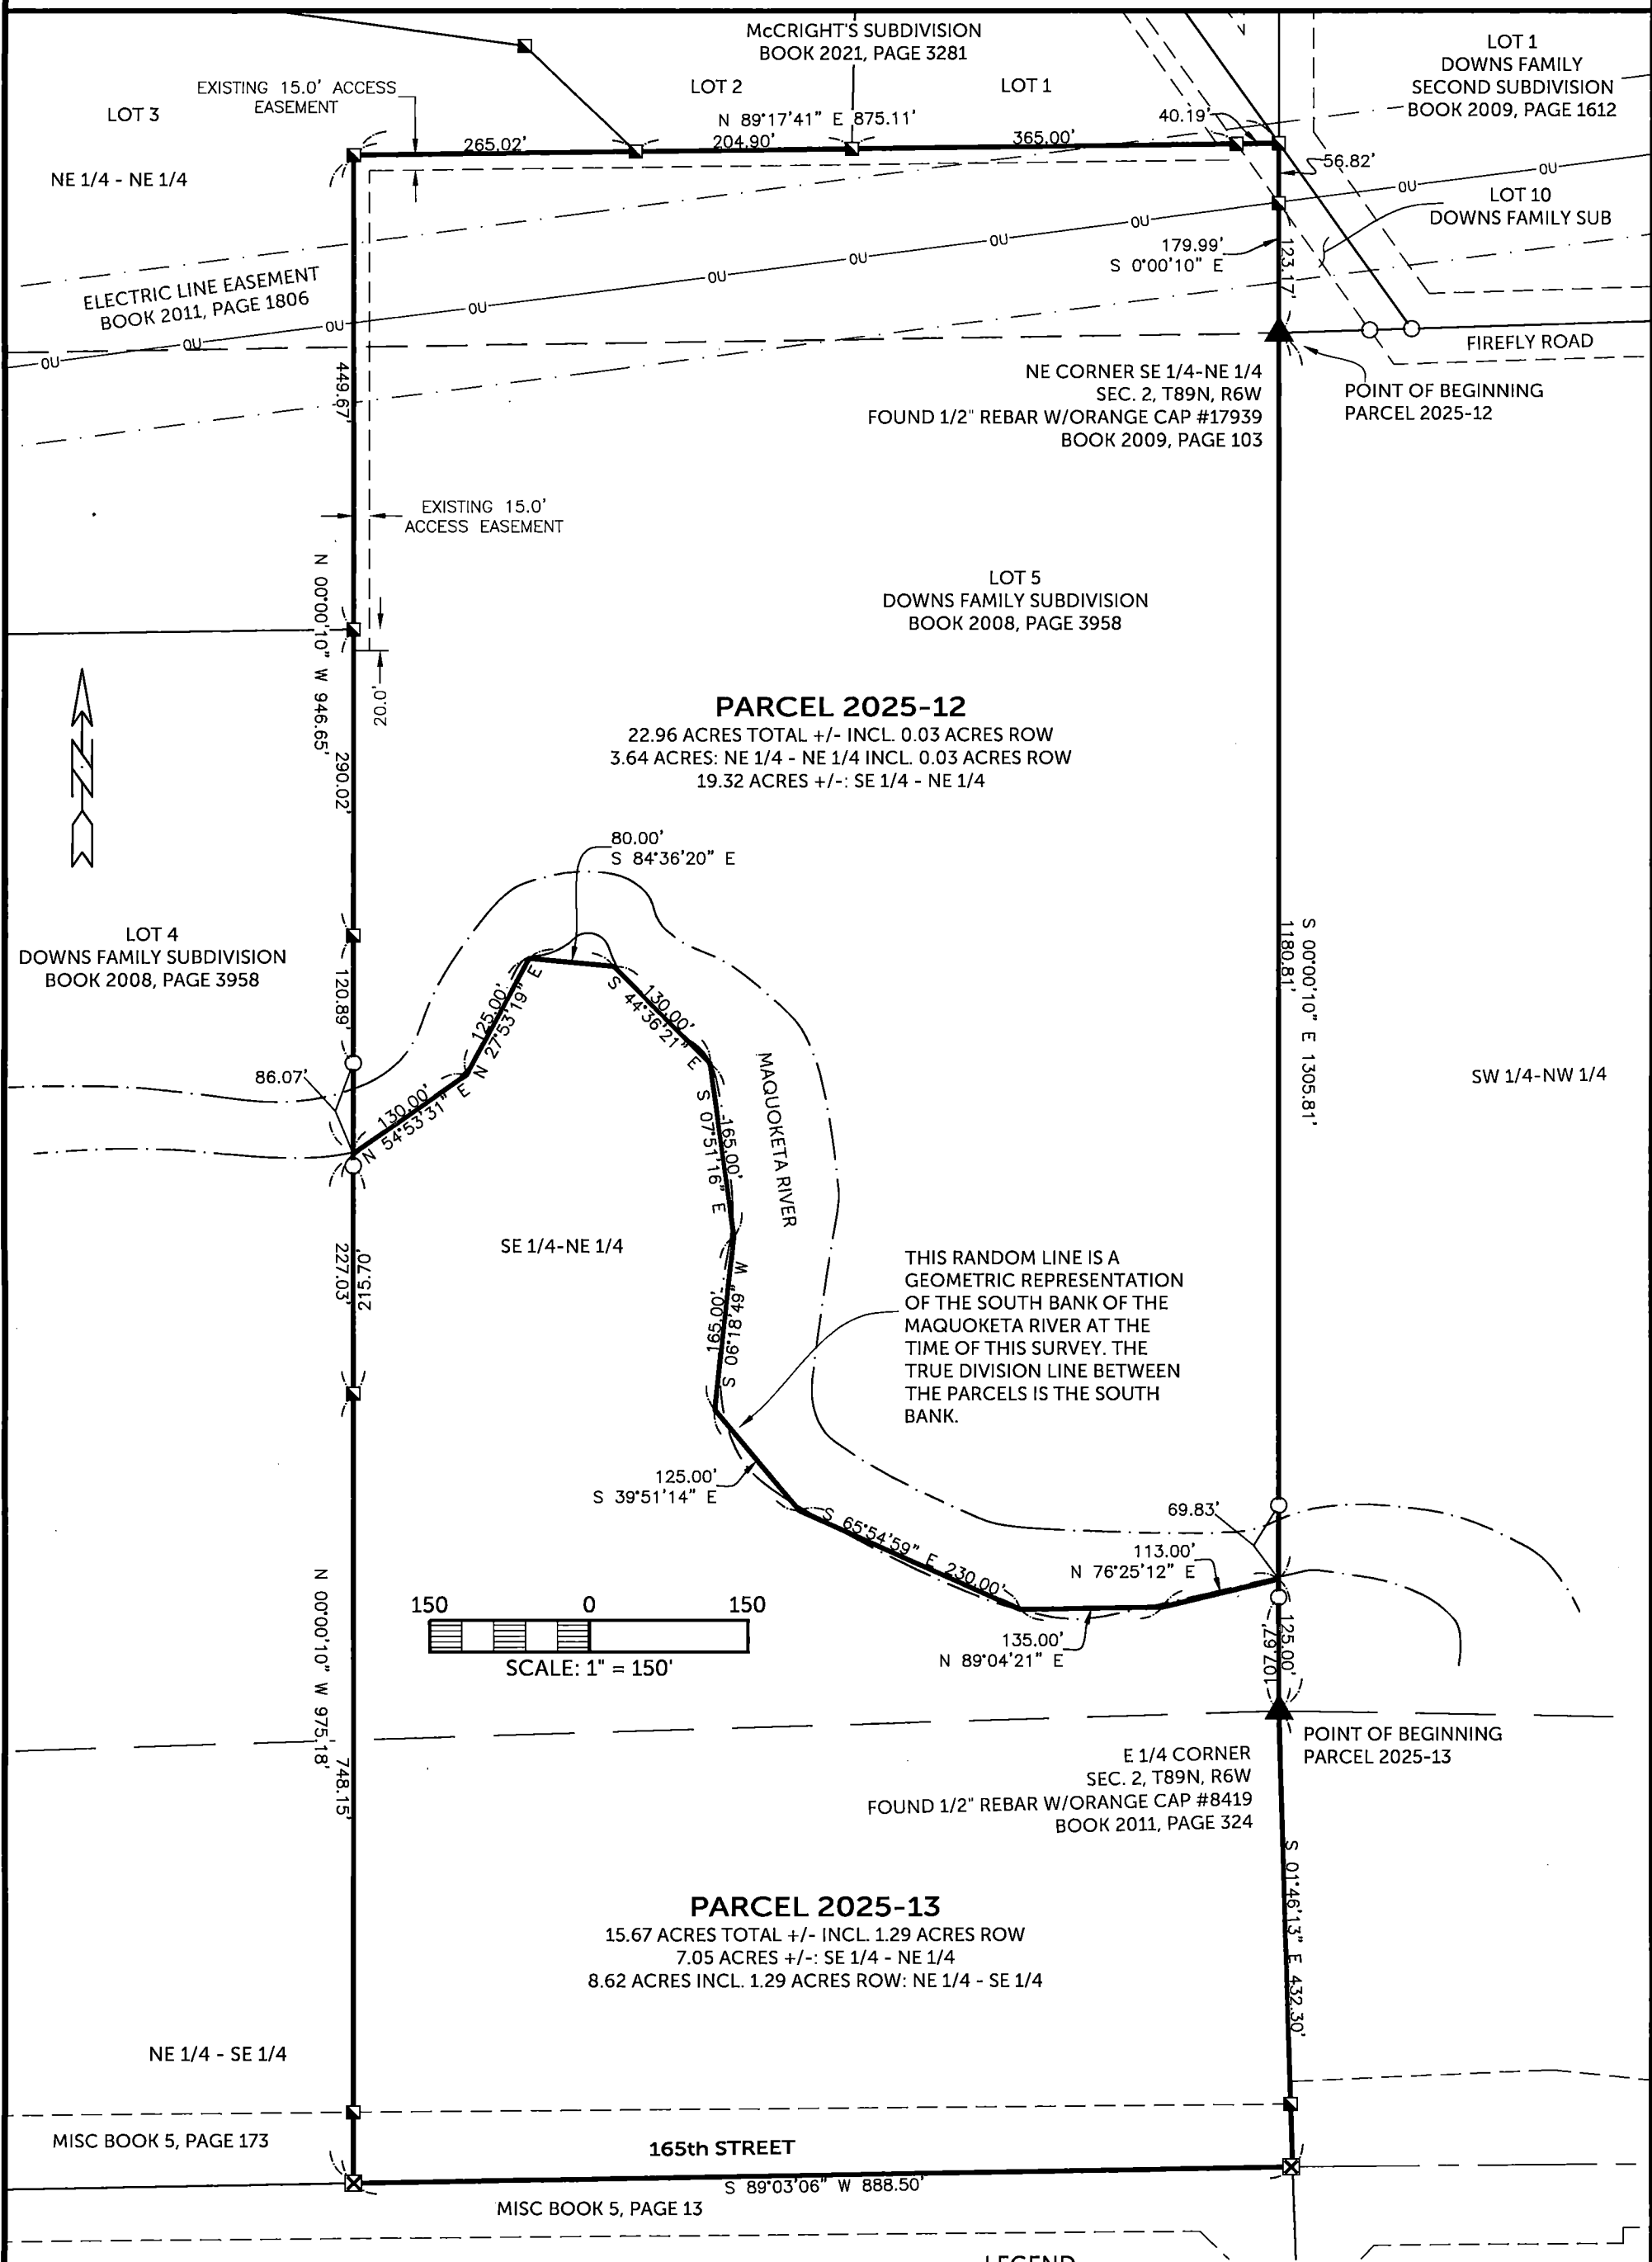 McCRIGHT'S SUBDIVISION
BOOK 2021, PAGE 3281
LOT 1
DOWNS FAMILY
SECOND SUBDIVISION
BOOK 2009, PAGE 1612
EXISTING 15.0' ACCESS
EASEMENT
LOT 3
LOT 2
LOT 1
N 89°17'41" E 875.11'
40.19'
265.02'
204.90'
365.00'
56.82'
NE 1/4 - NE 1/4
LOT 10
DOWNS FAMILY SUB
OU
OU
OU
OU
OU
OU
OU
OU
OU
OU
179.99'
S 0°00'10" E
123.17'
ELECTRIC LINE EASEMENT
BOOK 2011, PAGE 1806
FIREFLY ROAD
NE CORNER SE 1/4-NE 1/4
SEC. 2, T89N, R6W
FOUND 1/2" REBAR W/ORANGE CAP #17939
BOOK 2009, PAGE 103
POINT OF BEGINNING
PARCEL 2025-12
449.67'
EXISTING 15.0'
ACCESS EASEMENT
LOT 5
DOWNS FAMILY SUBDIVISION
BOOK 2008, PAGE 3958
N 00°00'10" W 946.65'
20.0'
N
PARCEL 2025-12
22.96 ACRES TOTAL +/- INCL. 0.03 ACRES ROW
3.64 ACRES: NE 1/4 - NE 1/4 INCL. 0.03 ACRES ROW
19.32 ACRES +/-: SE 1/4 - NE 1/4
290.02'
80.00'
S 84°36'20" E
LOT 4
DOWNS FAMILY SUBDIVISION
BOOK 2008, PAGE 3958
120.89'
S 00°00'10" E 1305.81'
1180.81'
125.00'
N 27°53'19" E
130.00'
S 44°36'21" E
86.07'
130.00'
N 54°53'31" E
MAQUOKETA RIVER
SW 1/4-NW 1/4
165.00'
S 07°51'16" E
SE 1/4-NE 1/4
215.70'
227.03'
165.00'
S 06°18'49" W
THIS RANDOM LINE IS A
GEOMETRIC REPRESENTATION
OF THE SOUTH BANK OF THE
MAQUOKETA RIVER AT THE
TIME OF THIS SURVEY. THE
TRUE DIVISION LINE BETWEEN
THE PARCELS IS THE SOUTH
BANK.
125.00'
S 39°51'14" E
S 65°54'59" E 230.00'
69.83'
113.00'
N 76°25'12" E
135.00'
N 89°04'21" E
125.00'
107.67'
150 0 150
SCALE: 1" = 150'
N 00°00'10" W 975.18'
748.15'
POINT OF BEGINNING
PARCEL 2025-13
E 1/4 CORNER
SEC. 2, T89N, R6W
FOUND 1/2" REBAR W/ORANGE CAP #8419
BOOK 2011, PAGE 324
S 01°46'13" E 432.30'
PARCEL 2025-13
15.67 ACRES TOTAL +/- INCL. 1.29 ACRES ROW
7.05 ACRES +/-: SE 1/4 - NE 1/4
8.62 ACRES INCL. 1.29 ACRES ROW: NE 1/4 - SE 1/4
NE 1/4 - SE 1/4
MISC BOOK 5, PAGE 173
165th STREET
S 89°03'06" W 888.50'
MISC BOOK 5, PAGE 13
LEGEND